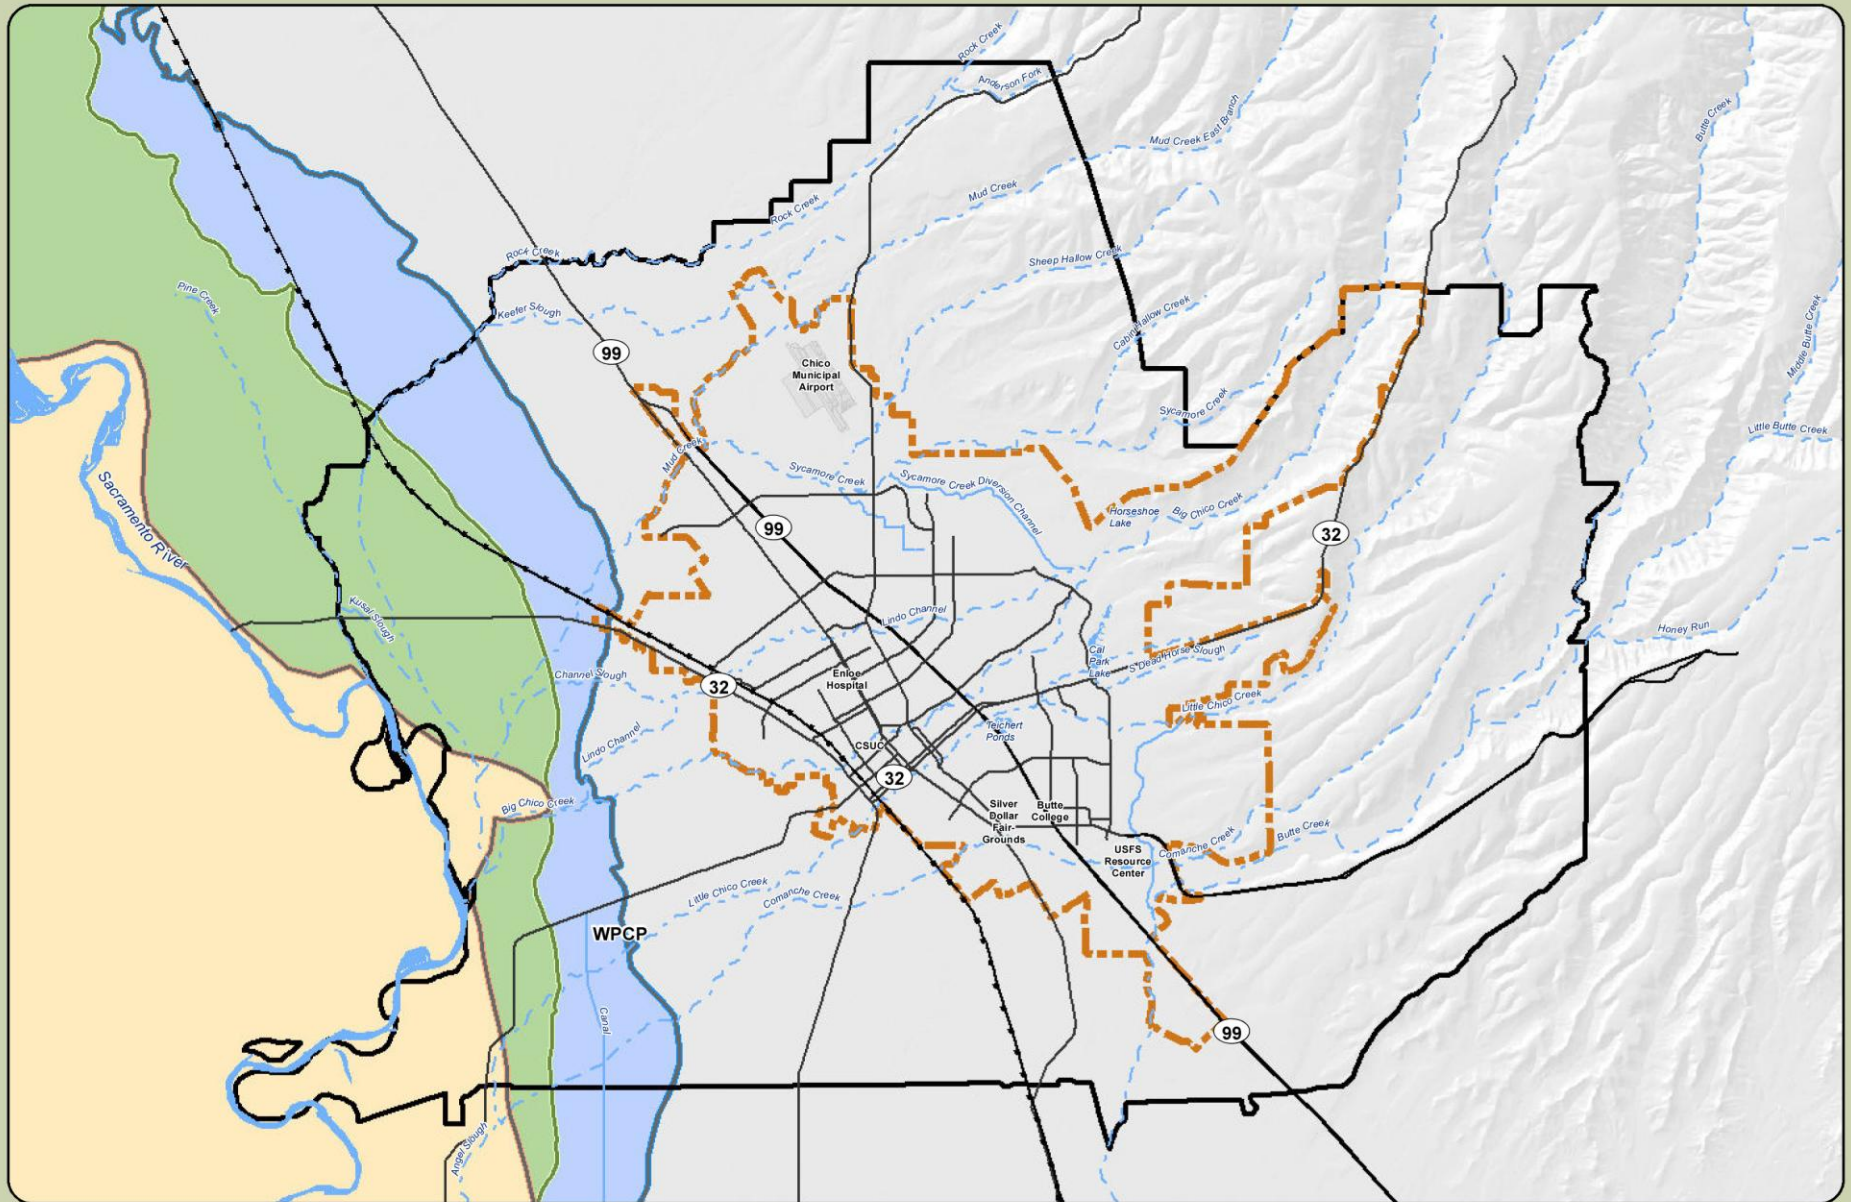 Rock Creek
Anderson Fork
Mud Creek East Branch
Butte Creek
Mud Creek
Rock Creek
Rock Creek
Sheep Hallow Creek
Pine Creek
Keefer Slough
Cabin Hallow Creek
Middle Butte Creek
99
Chico
Municipal
Airport
Sycamore Creek
Little Butte Creek
Mud Creek
Sycamore Creek
Sycamore Creek Diversion Channel
Horseshoe
Lake
Big Chico Creek
Sacramento River
99
32
Kusal Slough
Lindo Channel
Honey Run
Cal
Park
Lake
S Dead Horse Slough
Channel Slough
Enloe
Hospital
32
Little Chico Creek
Teichert
Ponds
Lindo Channel
CSUC
32
Big Chico Creek
Silver
Dollar
Fair-
Grounds
Butte
College
Comanche Creek
Butte Creek
USFS
Resource
Center
Little Chico Creek
Comanche Creek
WPCP
Canal
99
Angel Slough